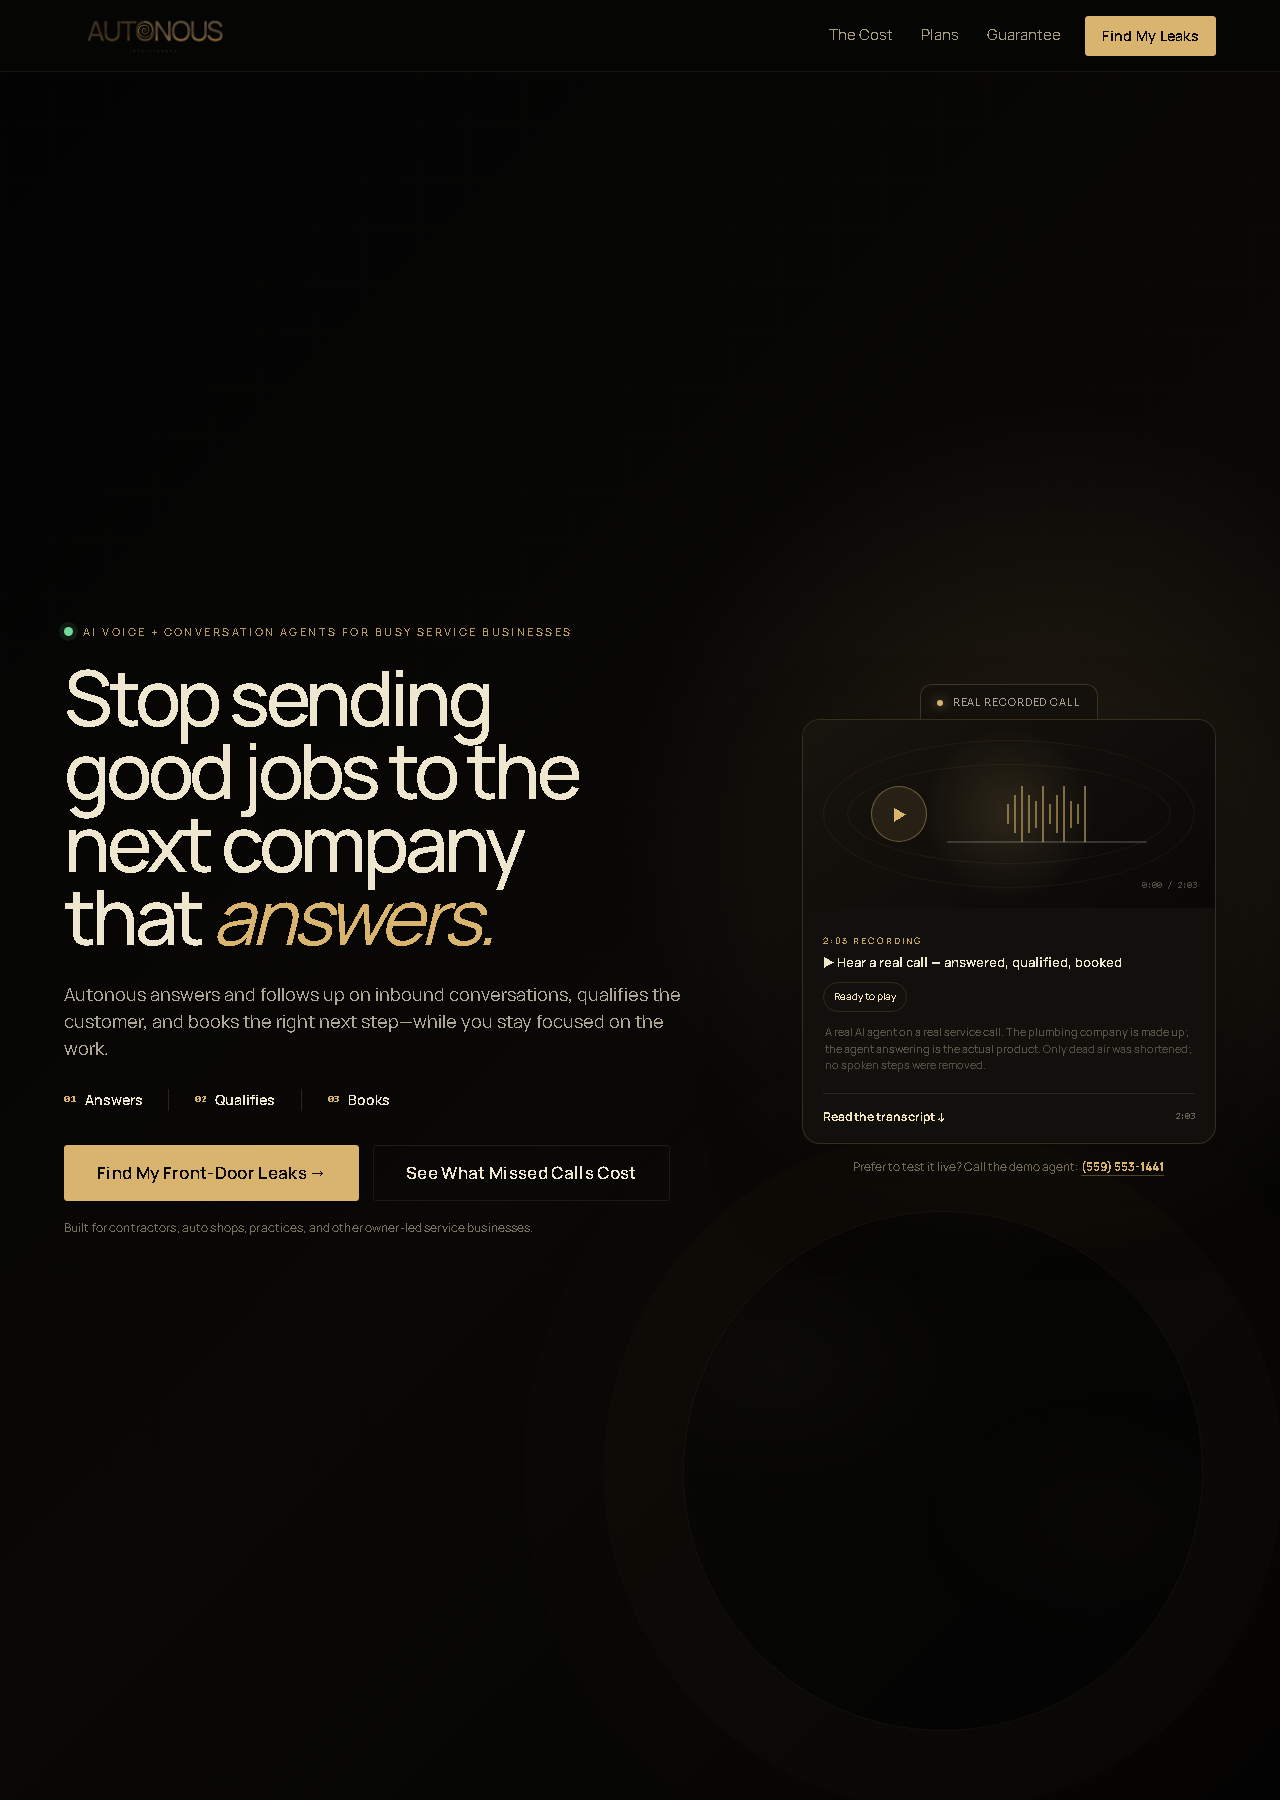 AUTONOUS
The Cost
Plans
Guarantee
Find My Leaks
AI VOICE + CONVERSATION AGENTS FOR BUSY SERVICE BUSINESSES
Stop sending
good jobs to the
next company
that answers.
Autonous answers and follows up on inbound conversations, qualifies the
customer, and books the right next step—while you stay focused on the
work.
01 Answers
02 Qualifies
03 Books
Find My Front-Door Leaks →
See What Missed Calls Cost
Built for contractors, auto shops, practices, and other owner-led service businesses.
REAL RECORDED CALL
0:00 / 2:03
2:03 RECORDING
▶ Hear a real call — answered, qualified, booked
Ready to play
A real AI agent on a real service call. The plumbing company is made up;
the agent answering is the actual product. Only dead air was shortened;
no spoken steps were removed.
Read the transcript ↓
2:03
Prefer to test it live? Call the demo agent: (559) 553-1441